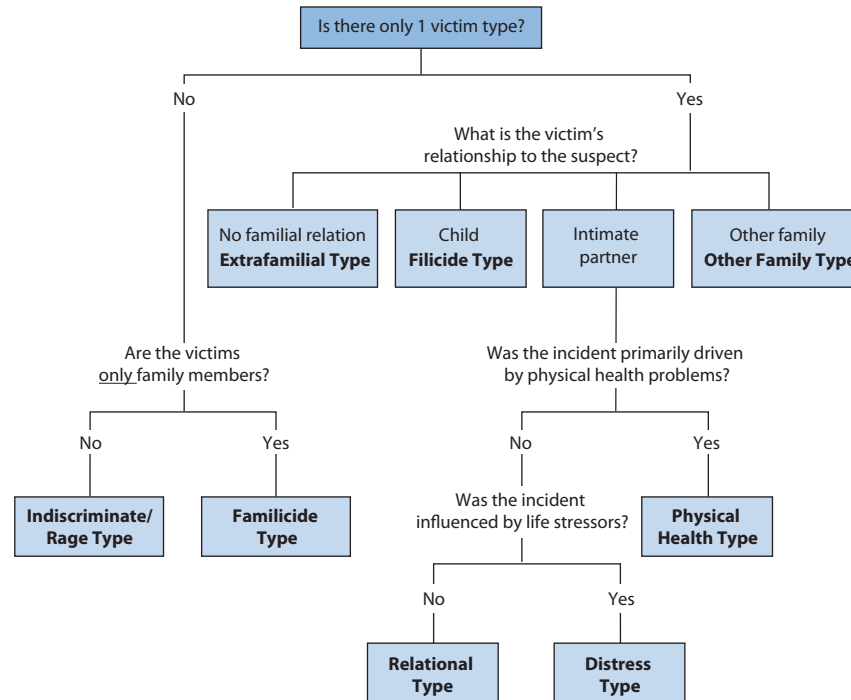 Is there only 1 victim type?
No
Yes
What is the victim's
relationship to the suspect?
No familial relation
Extrafamilial Type
Child
Filicide Type
Intimate
partner
Other family
Other Family Type
Are the victims
only family members?
Was the incident primarily driven
by physical health problems?
No
Yes
No
Yes
Indiscriminate/
Rage Type
Familicide
Type
Was the incident
influenced by life stressors?
Physical
Health Type
No
Yes
Relational
Type
Distress
Type